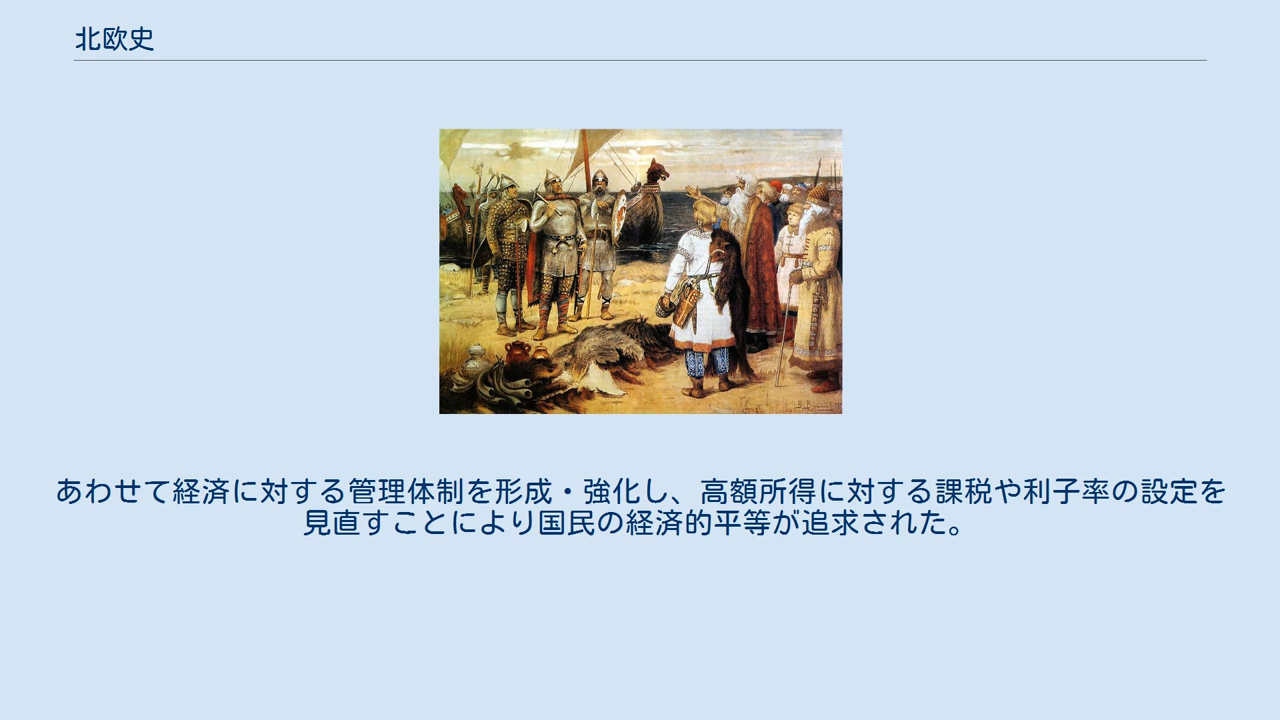 北欧史
あわせて経済に対する管理体制を形成・強化し、高額所得に対する課税や利子率の設定を
見直すことにより国民の経済的平等が追求された。